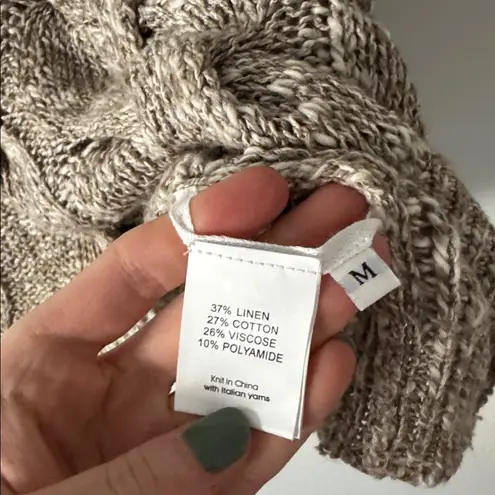 37% LINEN
27% COTTON
26% VISCOSE
10% POLYAMIDE
Knit in China
with Italian yarns
M